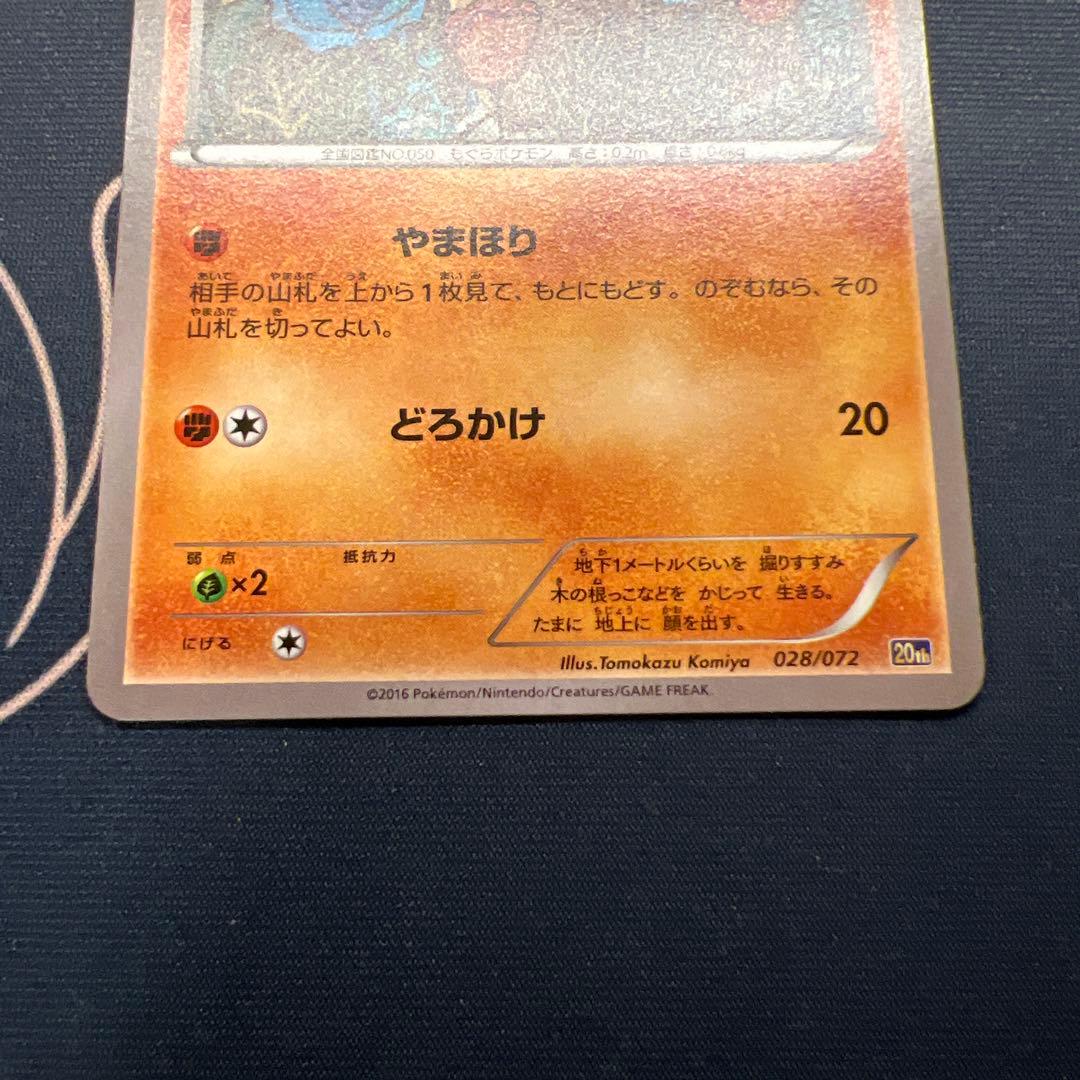 全国図鑑NO.050 もぐらポケモン 高さ:0.2m 重さ:0.8kg
やまほり
相手の山札を上から1枚見て、もとにもどす。のぞむなら、その
山札を切ってよい。
どろかけ 20
弱点 抵抗力
×2
にげる
地下1メートルくらいを 掘りすすみ
木の根っこなどを かじって 生きる。
たまに 地上に 顔を出す。
Illus.Tomokazu Komiya 028/072 20th
©2016 Pokémon/Nintendo/Creatures/GAME FREAK.